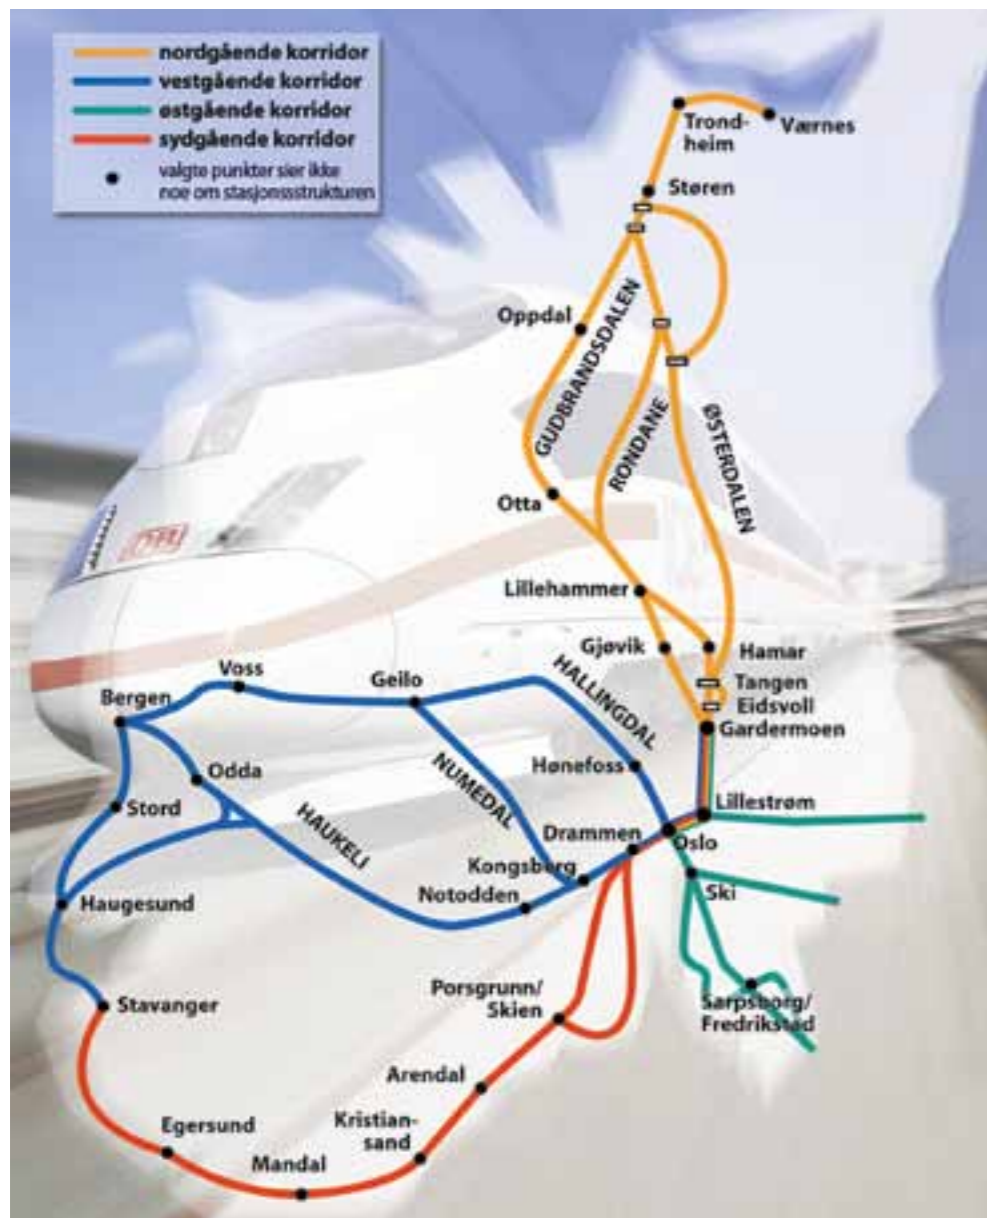 nordgående korridor
vestgående korridor
østgående korridor
sydgående korridor
valgte punkter sier ikke
noe om stasjonssstrukturen
Trond-
heim
Værnes
Støren
Oppdal
GUDBRANDSDALEN
RONDANE
ØSTERDALEN
Otta
Lillehammer
Gjøvik
Hamar
Tangen
Eidsvoll
Gardermoen
Voss
Geilo
HALLINGDAL
Bergen
Odda
NUMEDAL
Hønefoss
Stord
HAUKELI
Lillestrøm
Drammen
Oslo
Kongsberg
Notodden
Ski
Haugesund
Stavanger
Porsgrunn/
Skien
Sarpsborg/
Fredrikstad
Arendal
Egersund
Kristian-
sand
Mandal